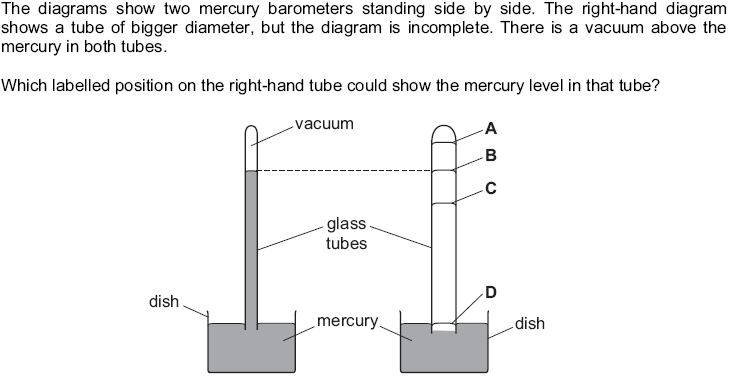 The diagrams show two mercury barometers standing side by side. The right-hand diagram
shows a tube of bigger diameter, but the diagram is incomplete. There is a vacuum above the
mercury in both tubes.
Which labelled position on the right-hand tube could show the mercury level in that tube?
vacuum
A
B
C
glass
tubes
D
dish
mercury
dish